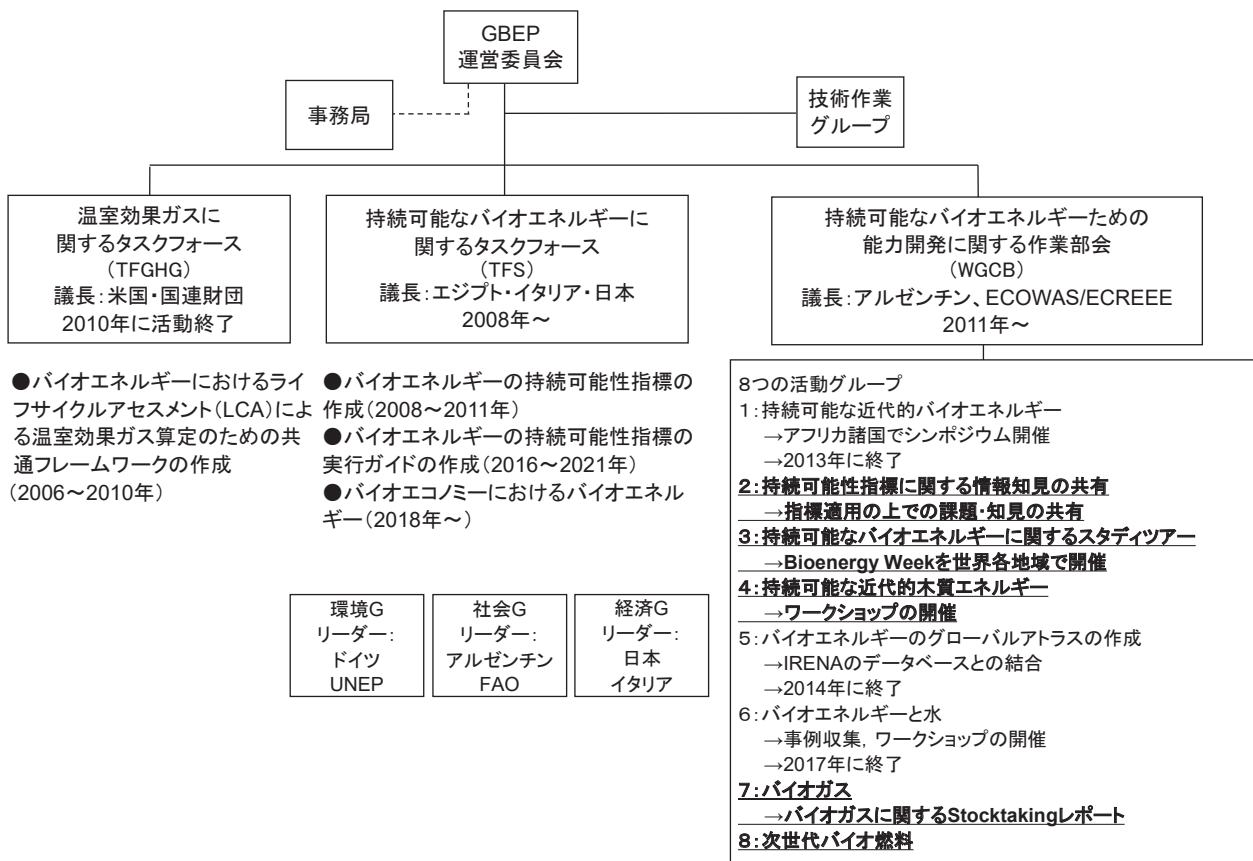 GBEP
運営委員会
事務局
技術作業
グループ
温室効果ガスに
関するタスクフォース
(TFGHG)
議長:米国・国連財団
2010年に活動終了
持続可能なバイオエネルギーに
関するタスクフォース
(TFS)
議長:エジプト・イタリア・日本
2008年~
持続可能なバイオエネルギーための
能力開発に関する作業部会
(WGCB)
議長:アルゼンチン、ECOWAS/ECREEE
2011年~
●バイオエネルギーにおけるライ
フサイクルアセスメント(LCA)によ
る温室効果ガス算定のための共
通フレームワークの作成
(2006~2010年)
●バイオエネルギーの持続可能性指標の
作成(2008~2011年)
●バイオエネルギーの持続可能性指標の
実行ガイドの作成(2016~2021年)
●バイオエコノミーにおけるバイオエネル
ギー(2018年~)
環境G
リーダー:
ドイツ
UNEP
社会G
リーダー:
アルゼンチン
FAO
経済G
リーダー:
日本
イタリア
8つの活動グループ
1:持続可能な近代的バイオエネルギー
→アフリカ諸国でシンポジウム開催
→2013年に終了
2:持続可能性指標に関する情報知見の共有
→指標適用の上での課題・知見の共有
3:持続可能なバイオエネルギーに関するスタディツアー
→Bioenergy Weekを世界各地域で開催
4:持続可能な近代的木質エネルギー
→ワークショップの開催
5:バイオエネルギーのグローバルアトラスの作成
→IRENAのデータベースとの結合
→2014年に終了
6:バイオエネルギーと水
→事例収集,ワークショップの開催
→2017年に終了
7:バイオガス
→バイオガスに関するStocktakingレポート
8:次世代バイオ燃料